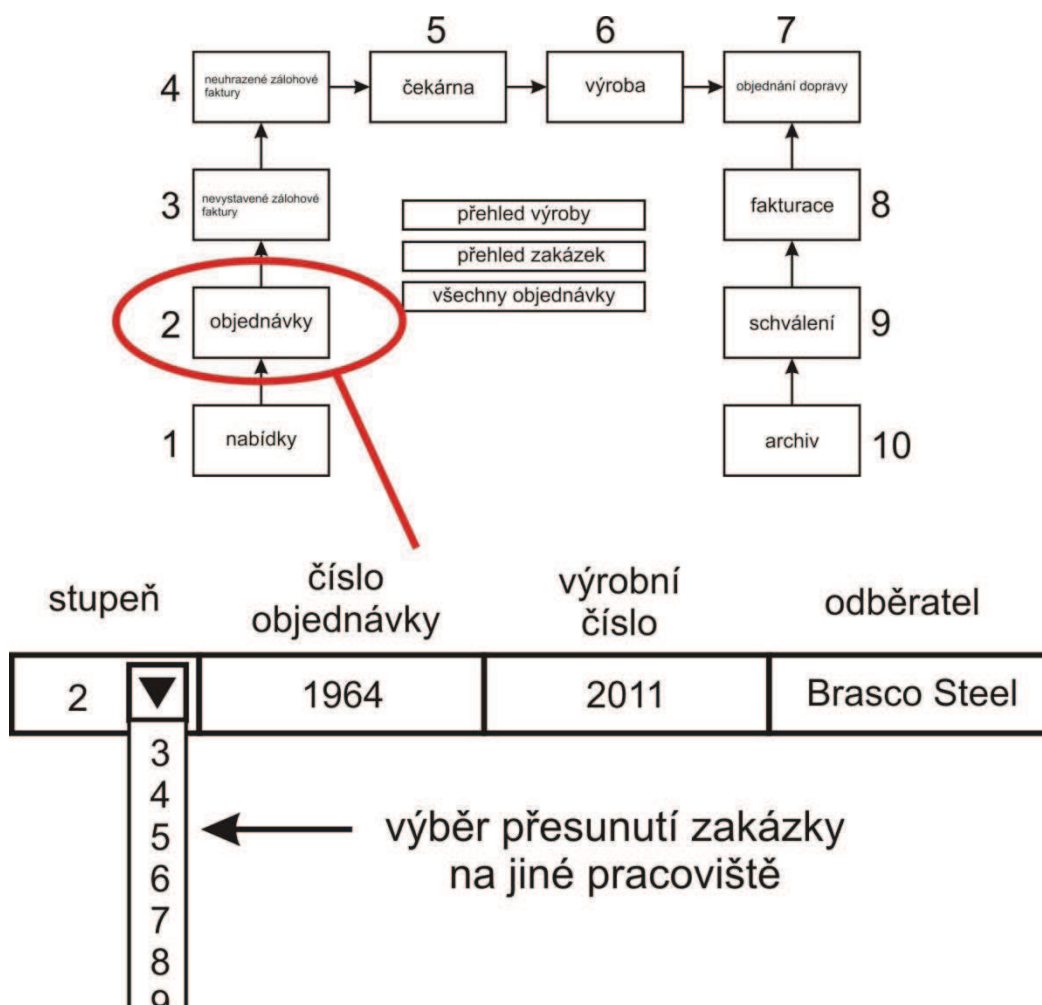 5
6
7
4
neuhrazené zálohové
faktury
čekárna
výroba
objednání dopravy
3
nevystavené zálohové
faktury
přehled výroby
fakturace
8
přehled zakázek
2
objednávky
všechny objednávky
schválení
9
1
nabídky
archiv
10
stupeň
číslo
objednávky
výrobní
číslo
odběratel
2
1964
2011
Brasco Steel
3
4
5
6
7
8
9
výběr přesunutí zakázky
na jiné pracoviště